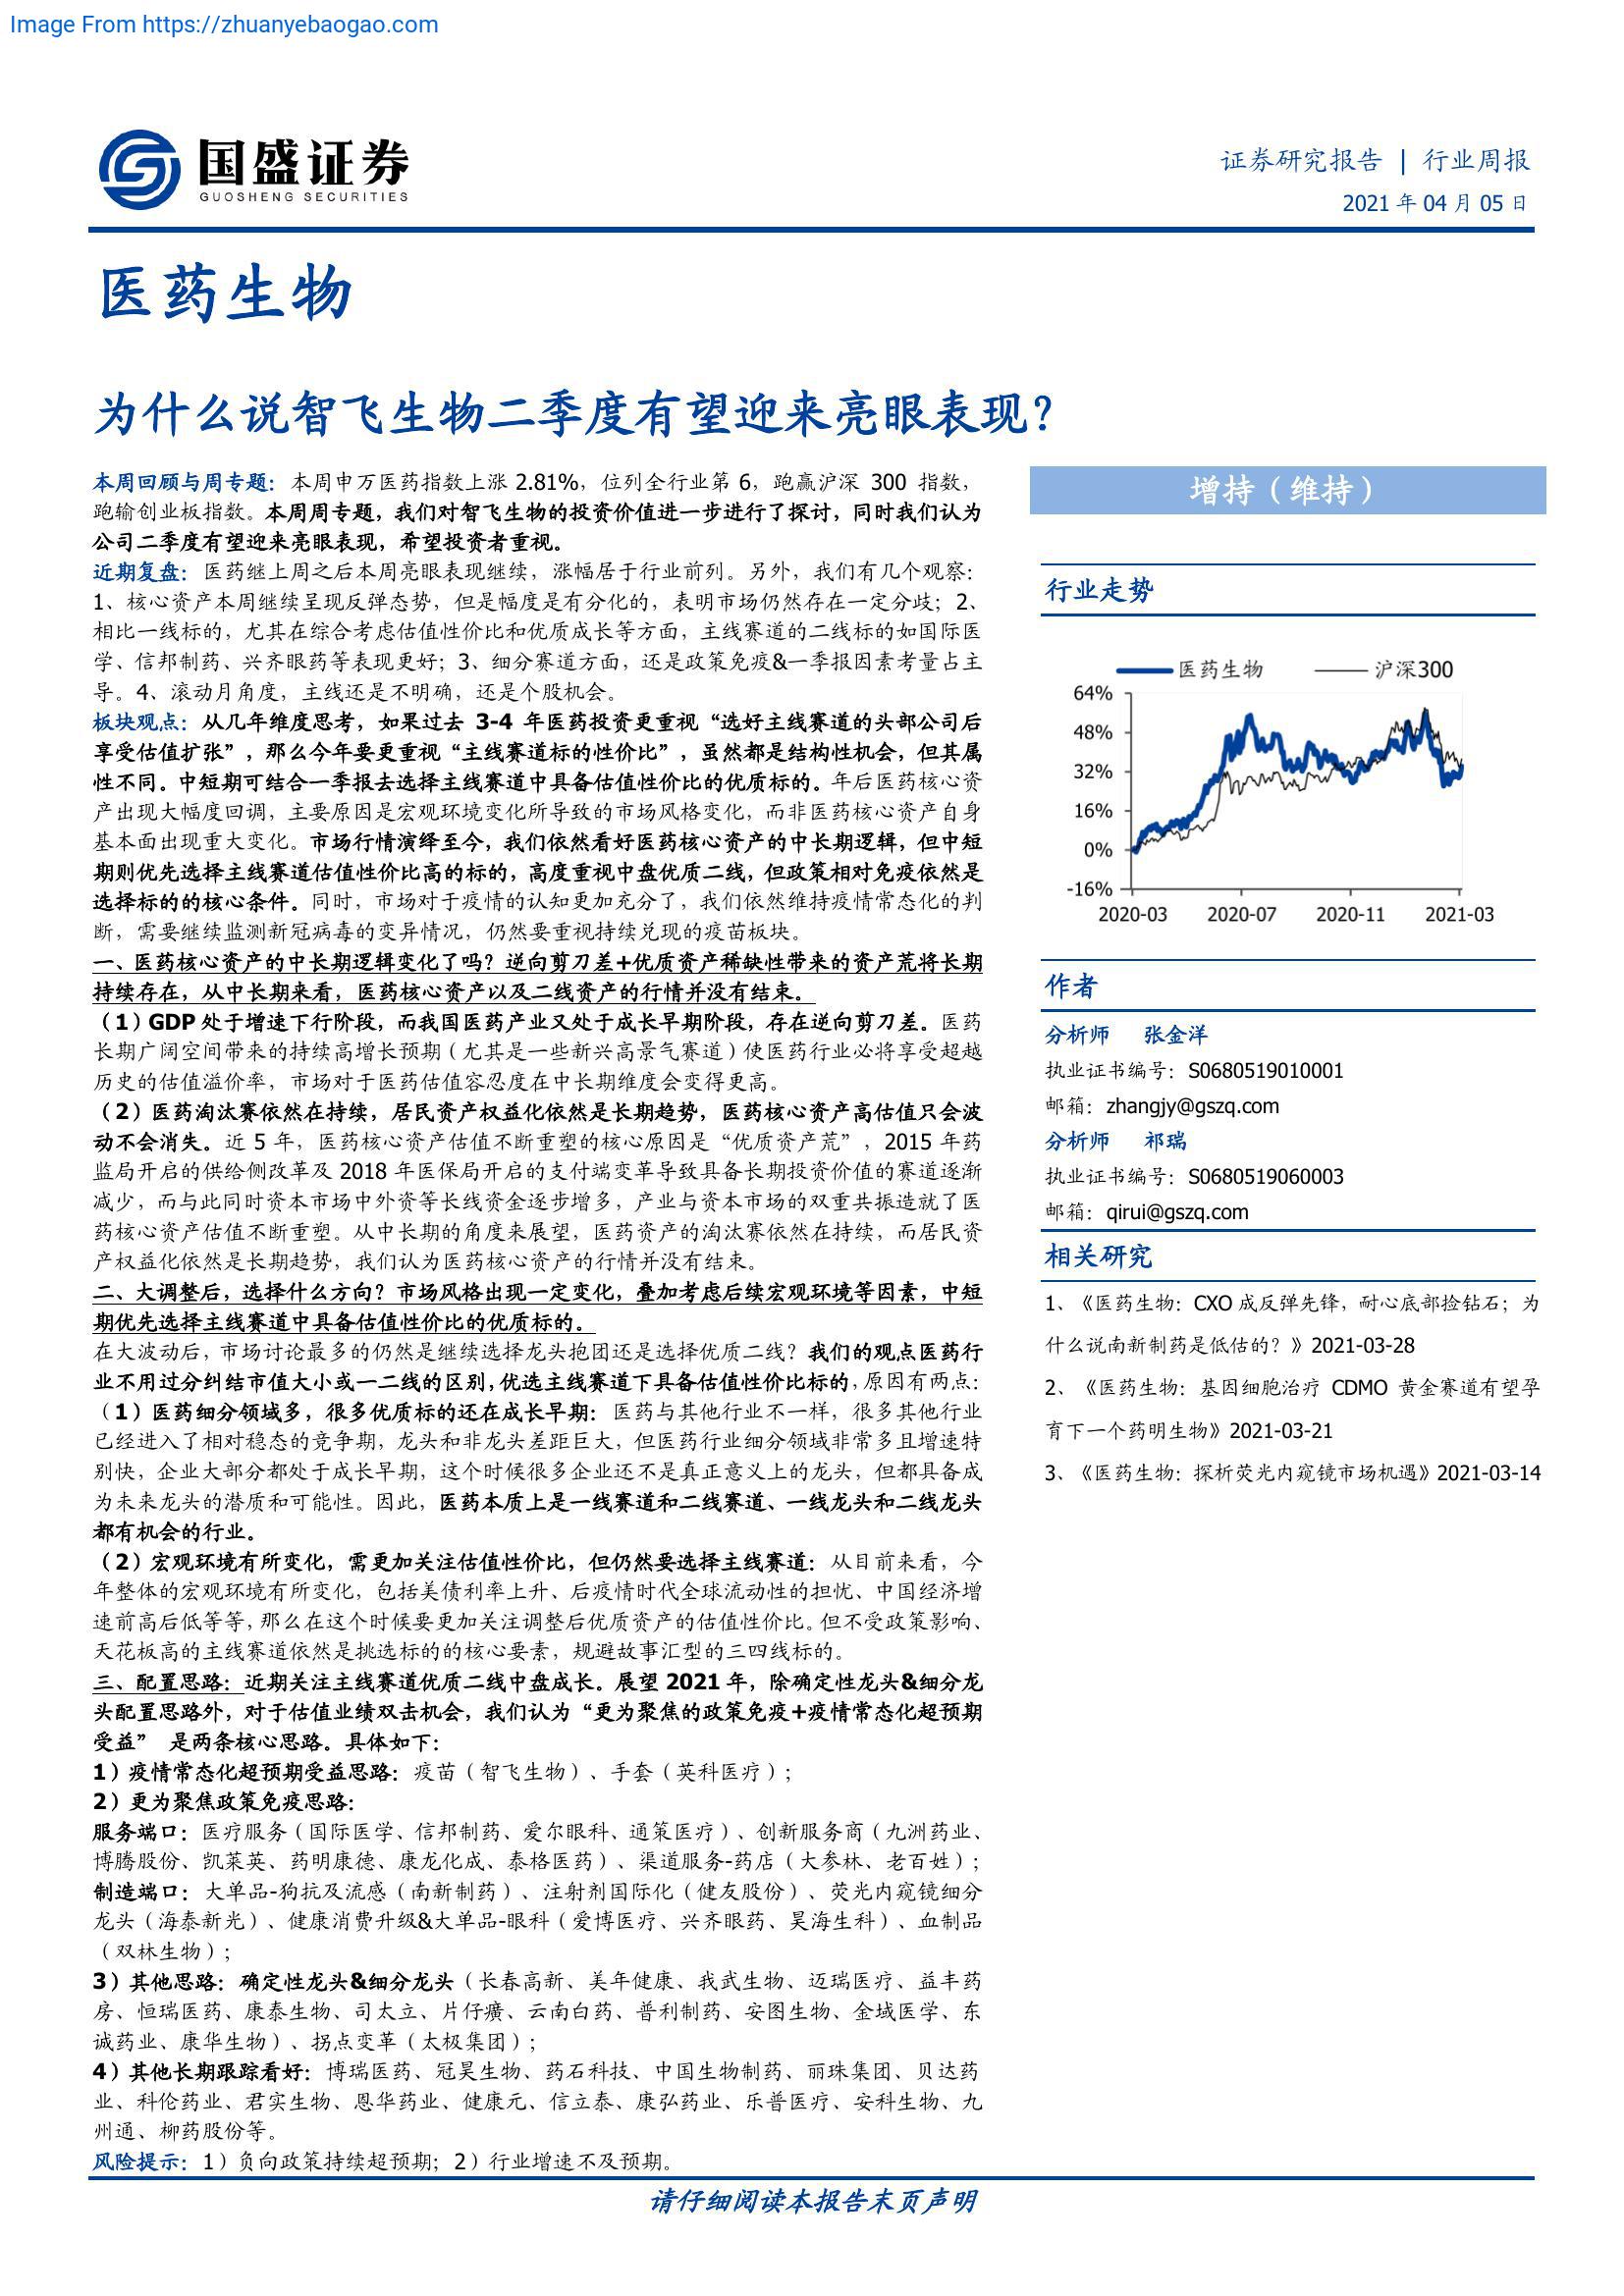 Image From https://zhuanyebaogao.com
国盛证券
GUOSHENG SECURITIES
证券研究报告 | 行业周报
2021 年 04 月 05 日
医药生物
为什么说智飞生物二季度有望迎来亮眼表现？
本周回顾与周专题：本周申万医药指数上涨 2.81%，位列全行业第 6，跑赢沪深 300 指数，
跑输创业板指数。本周周专题，我们对智飞生物的投资价值进一步进行了探讨，同时我们认为
公司二季度有望迎来亮眼表现，希望投资者重视。
近期复盘：医药继上周之后本周亮眼表现继续，涨幅居于行业前列。另外，我们有几个观察：
1、核心资产本周继续呈现反弹态势，但是幅度是有分化的，表明市场仍然存在一定分歧；2、
相比一线标的，尤其在综合考虑估值性价比和优质成长等方面，主线赛道的二线标的如国际医
学、信邦制药、兴齐眼药等表现更好；3、细分赛道方面，还是政策免疫&一季报因素考量占主
导。4、滚动月角度，主线还是不明确，还是个股机会。
板块观点：从几年维度思考，如果过去 3-4 年医药投资更重视“选好主线赛道的头部公司后
享受估值扩张”，那么今年要更重视“主线赛道标的性价比”，虽然都是结构性机会，但其属
性不同。中短期可结合一季报去选择主线赛道中具备估值性价比的优质标的。年后医药核心资
产出现大幅度回调，主要原因是宏观环境变化所导致的市场风格变化，而非医药核心资产自身
基本面出现重大变化。市场行情演绎至今，我们依然看好医药核心资产的中长期逻辑，但中短
期则优先选择主线赛道估值性价比高的标的，高度重视中盘优质二线，但政策相对免疫依然是
选择标的的核心条件。同时，市场对于疫情的认知更加充分了，我们依然维持疫情常态化的判
断，需要继续监测新冠病毒的变异情况，仍然要重视持续兑现的疫苗板块。
一、医药核心资产的中长期逻辑变化了吗？逆向剪刀差+优质资产稀缺性带来的资产荒将长期
持续存在，从中长期来看，医药核心资产以及二线资产的行情并没有结束。
（1）GDP 处于增速下行阶段，而我国医药产业又处于成长早期阶段，存在逆向剪刀差。医药
长期广阔空间带来的持续高增长预期（尤其是一些新兴高景气赛道）使医药行业必将享受超越
历史的估值溢价率，市场对于医药估值容忍度在中长期维度会变得更高。
（2）医药淘汰赛依然在持续，居民资产权益化依然是长期趋势，医药核心资产高估值只会波
动不会消失。近 5 年，医药核心资产估值不断重塑的核心原因是“优质资产荒”，2015 年药
监局开启的供给侧改革及 2018 年医保局开启的支付端变革导致具备长期投资价值的赛道逐渐
减少，而与此同时资本市场中外资等长线资金逐步增多，产业与资本市场的双重共振造就了医
药核心资产估值不断重塑。从中长期的角度来展望，医药资产的淘汰赛依然在持续，而居民资
产权益化依然是长期趋势，我们认为医药核心资产的行情并没有结束。
二、大调整后，选择什么方向？市场风格出现一定变化，叠加考虑后续宏观环境等因素，中短
期优先选择主线赛道中具备估值性价比的优质标的。
在大波动后，市场讨论最多的仍然是继续选择龙头抱团还是选择优质二线？我们的观点医药行
业不用过分纠结市值大小或一二线的区别，优选主线赛道下具备估值性价比标的，原因有两点：
（1）医药细分领域多，很多优质标的还在成长早期：医药与其他行业不一样，很多其他行业
已经进入了相对稳态的竞争期，龙头和非龙头差距巨大，但医药行业细分领域非常多且增速特
别快，企业大部分都处于成长早期，这个时候很多企业还不是真正意义上的龙头，但都具备成
为未来龙头的潜质和可能性。因此，医药本质上是一线赛道和二线赛道、一线龙头和二线龙头
都有机会的行业。
（2）宏观环境有所变化，需更加关注估值性价比，但仍然要选择主线赛道：从目前来看，今
年整体的宏观环境有所变化，包括美债利率上升、后疫情时代全球流动性的担忧、中国经济增
速前高后低等等，那么在这个时候要更加关注调整后优质资产的估值性价比。但不受政策影响、
天花板高的主线赛道依然是挑选标的的核心要素，规避故事汇型的三四线标的。
三、配置思路：近期关注主线赛道优质二线中盘成长。展望 2021 年，除确定性龙头&细分龙
头配置思路外，对于估值业绩双击机会，我们认为“更为聚焦的政策免疫+疫情常态化超预期
受益” 是两条核心思路。具体如下：
1）疫情常态化超预期受益思路：疫苗（智飞生物）、手套（英科医疗）；
2）更为聚焦政策免疫思路：
服务端口：医疗服务（国际医学、信邦制药、爱尔眼科、通策医疗）、创新服务商（九洲药业、
博腾股份、凯莱英、药明康德、康龙化成、泰格医药）、渠道服务-药店（大参林、老百姓）；
制造端口：大单品-狗抗及流感（南新制药）、注射剂国际化（健友股份）、荧光内窥镜细分
龙头（海泰新光）、健康消费升级&大单品-眼科（爱博医疗、兴齐眼药、昊海生科）、血制品
（双林生物）；
3）其他思路：确定性龙头&细分龙头（长春高新、美年健康、我武生物、迈瑞医疗、益丰药
房、恒瑞医药、康泰生物、司太立、片仔癀、云南白药、普利制药、安图生物、金域医学、东
诚药业、康华生物）、拐点变革（太极集团）；
4）其他长期跟踪看好：博瑞医药、冠昊生物、药石科技、中国生物制药、丽珠集团、贝达药
业、科伦药业、君实生物、恩华药业、健康元、信立泰、康弘药业、乐普医疗、安科生物、九
州通、柳药股份等。
风险提示：1）负向政策持续超预期；2）行业增速不及预期。
增持（维持）
行业走势
医药生物 沪深300
64%
48%
32%
16%
0%
-16%
2020-03 2020-07 2020-11 2021-03
作者
分析师 张金洋
执业证书编号：S0680519010001
邮箱：zhangjy@gszq.com
分析师 祁瑞
执业证书编号：S0680519060003
邮箱：qirui@gszq.com
相关研究
1、《医药生物：CXO 成反弹先锋，耐心底部捡钻石；为
什么说南新制药是低估的？》2021-03-28
2、《医药生物：基因细胞治疗 CDMO 黄金赛道有望孕
育下一个药明生物》2021-03-21
3、《医药生物：探析荧光内窥镜市场机遇》2021-03-14
请仔细阅读本报告末页声明